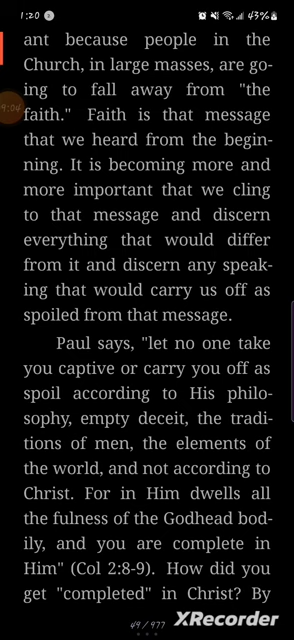 1:20 2 43%
ant because people in the
Church, in large masses, are go-
ing to fall away from "the
9:04
faith." Faith is that message
that we heard from the begin-
ning. It is becoming more and
more important that we cling
to that message and discern
everything that would differ
from it and discern any speak-
ing that would carry us off as
spoiled from that message.
Paul says, "let no one take
you captive or carry you off as
spoil according to His philo-
sophy, empty deceit, the tradi-
tions of men, the elements of
the world, and not according to
Christ. For in Him dwells all
the fulness of the Godhead bod-
ily, and you are complete in
Him" (Col 2:8-9). How did you
get "completed" in Christ? By
49 / 977
XRecorder